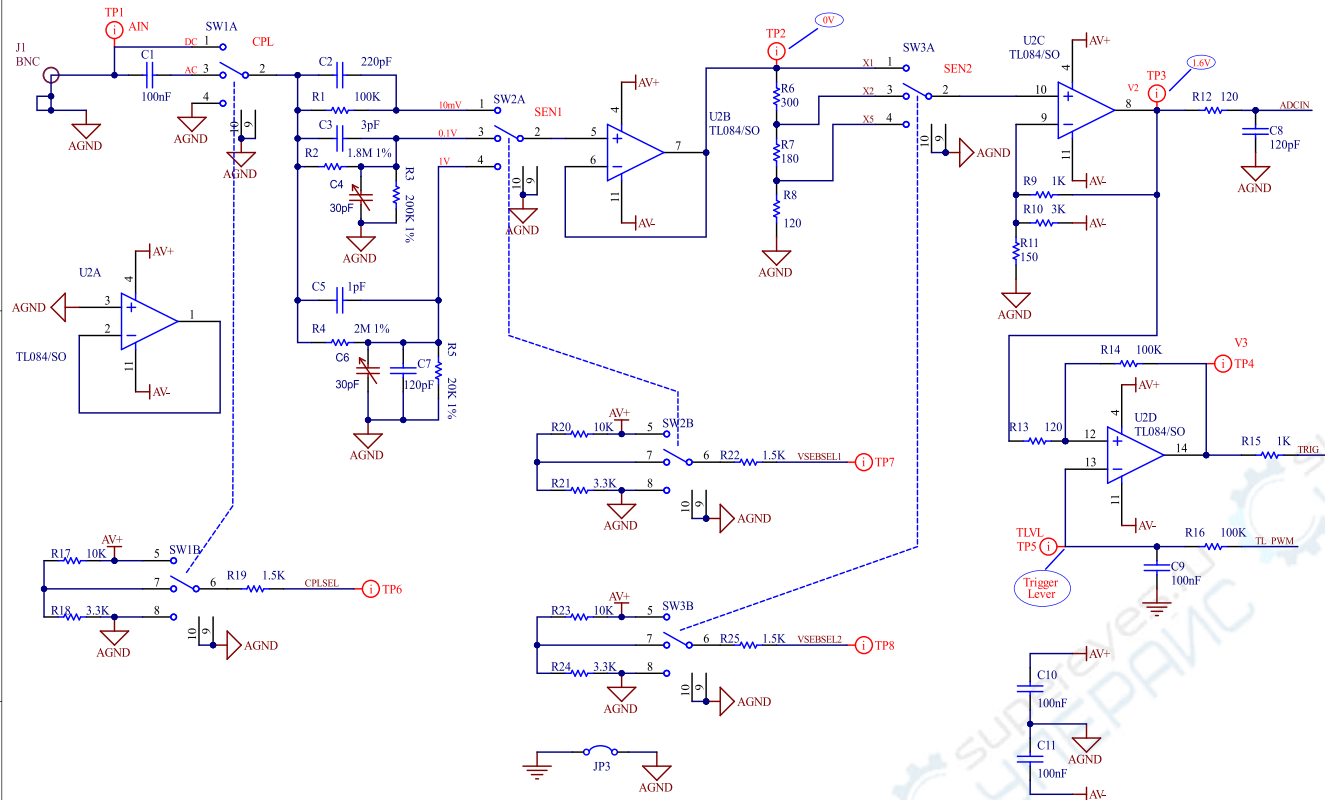 TP1
AIN
J1
BNC
C1
100nF
DC
1
AC
3
4
SW1A
CPL
2
10
9
AGND
AGND
AGND
C2
220pF
R1
100K
C3
3pF
R2
1.8M 1%
C4
30pF
R3
200K 1%
AGND
C5
1pF
R4
2M 1%
C6
30pF
C7
120pF
R5
20K 1%
AGND
10mV
1
0.1V
3
1V
4
SW2A
SEN1
2
10
9
AGND
5
6
7
4
11
AV+
AV-
U2B
TL084/SO
TP2
0V
R6
300
R7
180
R8
120
AGND
X1
1
X2
3
X5
4
SW3A
SEN2
2
10
9
AGND
U2C
TL084/SO
AV+
4
10
9
8
11
AV-
V2
TP3
1.6V
R12
120
ADCIN
C8
120pF
AGND
R9
1K
R10
3K
AV-
R11
150
AGND
U2A
AV+
4
AGND
3
2
1
11
AV-
TL084/SO
R14
100K
V3
TP4
AV+
4
U2D
TL084/SO
R13
120
12
13
14
11
AV-
R15
1K
TRIG
TLVL
TP5
Trigger
Lever
R16
100K
TL PWM
C9
100nF
R20
10K
AV+
5
SW2B
7
6
R22
1.5K
VSEBSEL1
TP7
R21
3.3K
8
AGND
10
9
AGND
R17
10K
AV+
5
SW1B
7
6
R19
1.5K
CPLSEL
TP6
R18
3.3K
8
AGND
10
9
AGND
R23
10K
AV+
5
SW3B
7
6
R25
1.5K
VSEBSEL2
TP8
R24
3.3K
8
AGND
10
9
AGND
JP3
AGND
AV+
C10
100nF
AGND
C11
100nF
AV-
supereyes.ru